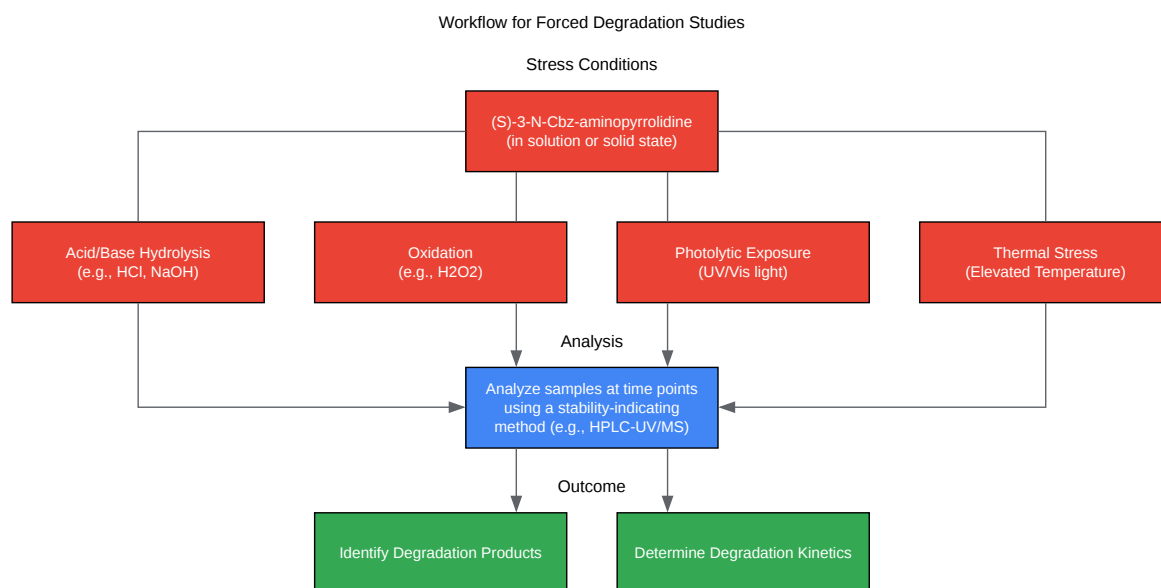 Workflow for Forced Degradation Studies
Stress Conditions
(S)-3-N-Cbz-aminopyrrolidine
(in solution or solid state)
Acid/Base Hydrolysis
(e.g., HCl, NaOH)
Oxidation
(e.g., H2O2)
Photolytic Exposure
(UV/Vis light)
Thermal Stress
(Elevated Temperature)
Analysis
Analyze samples at time points
using a stability-indicating
method (e.g., HPLC-UV/MS)
Outcome
Identify Degradation Products
Determine Degradation Kinetics